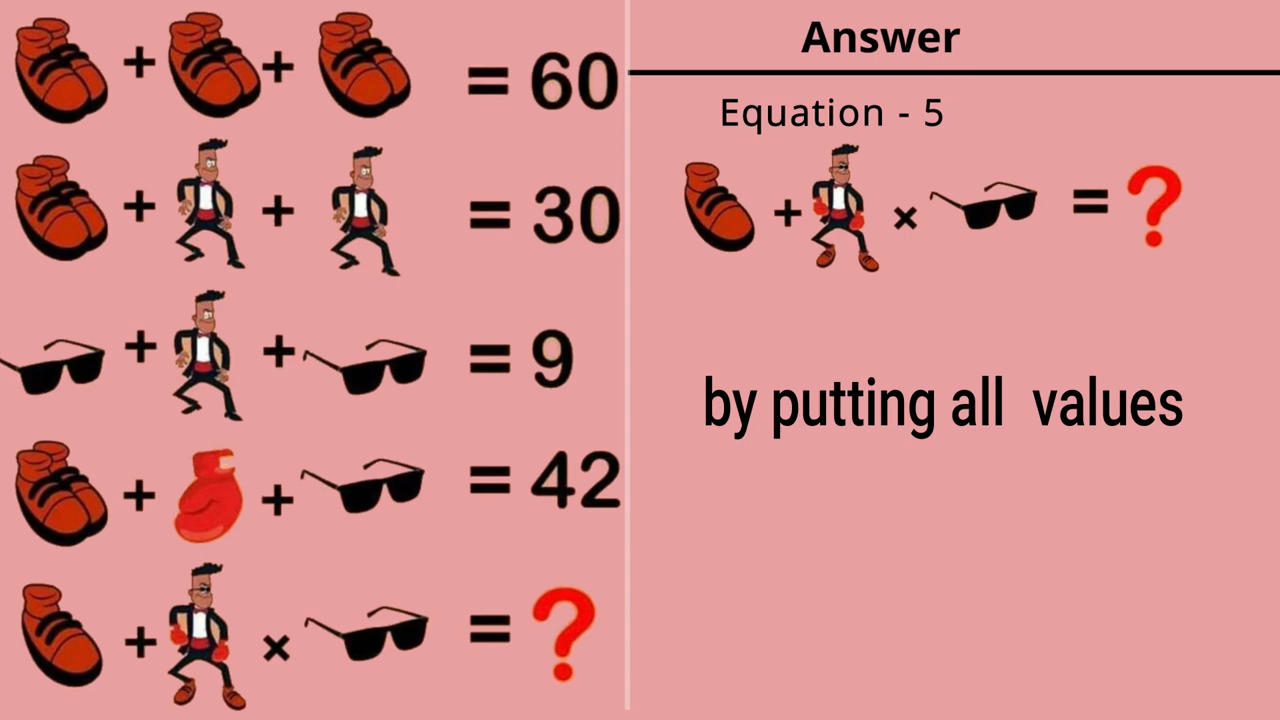 + + = 60
+ + = 30
+ + = 9
+ + = 42
+ × = ?
Answer
Equation - 5
+ × = ?
by putting all values